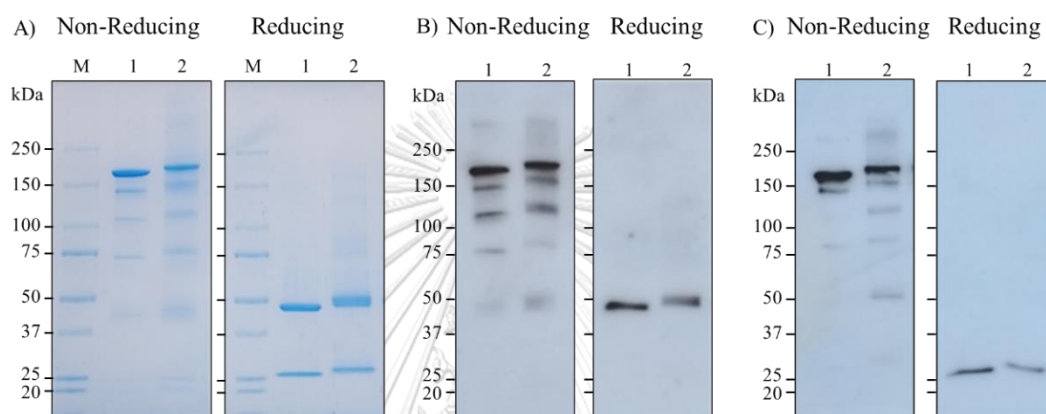 A) Non-Reducing Reducing B) Non-Reducing Reducing C) Non-Reducing Reducing
M 1 2 M 1 2 1 2 1 2 1 2 1 2
kDa kDa kDa
250 250 250
150 150 150
100 100 100
75 75 75
50 50 50
37 37 37
25 25 25
20 20 20